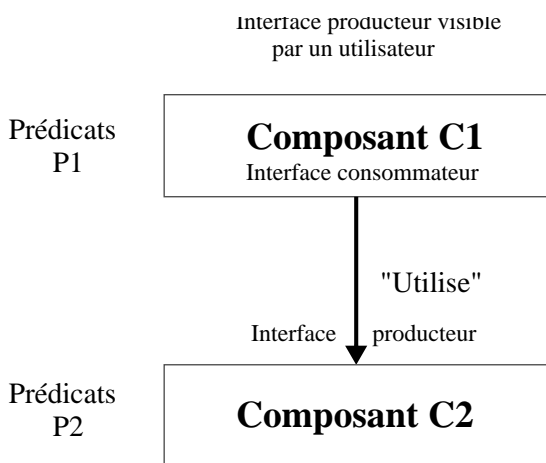 Interface producteur visible
par un utilisateur
Prédicats
P1
Composant C1
Interface consommateur
"Utilise"
Interface producteur
Prédicats
P2
Composant C2